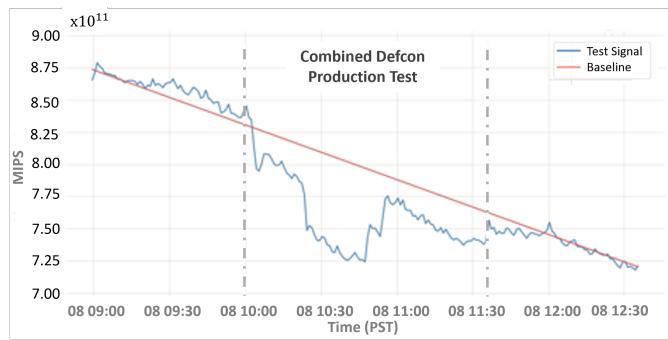 x10¹¹
9.00
8.75
8.50
8.25
8.00
7.75
7.50
7.25
7.00
MIPS
Combined Defcon
Production Test
Test Signal
Baseline
08 09:00 08 09:30 08 10:00 08 10:30 08 11:00 08 11:30 08 12:00 08 12:30
Time (PST)